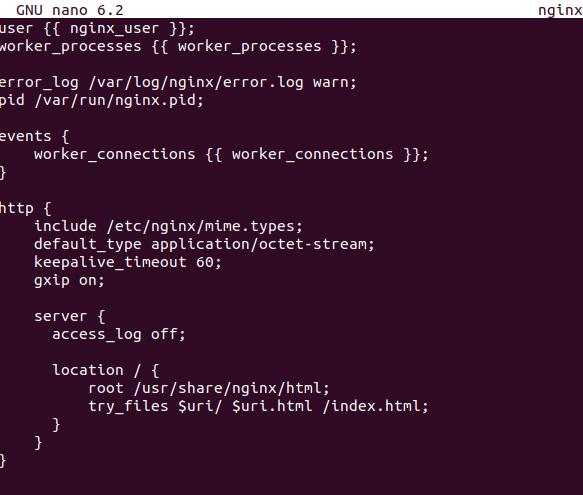 GNU nano 6.2 nginx
user {{ nginx_user }};
worker_processes {{ worker_processes }};
error_log /var/log/nginx/error.log warn;
pid /var/run/nginx.pid;
events {
worker_connections {{ worker_connections }};
}
http {
include /etc/nginx/mime.types;
default_type application/octet-stream;
keepalive_timeout 60;
gxip on;
server {
access_log off;
location / {
root /usr/share/nginx/html;
try_files $uri/ $uri.html /index.html;
}
}
}